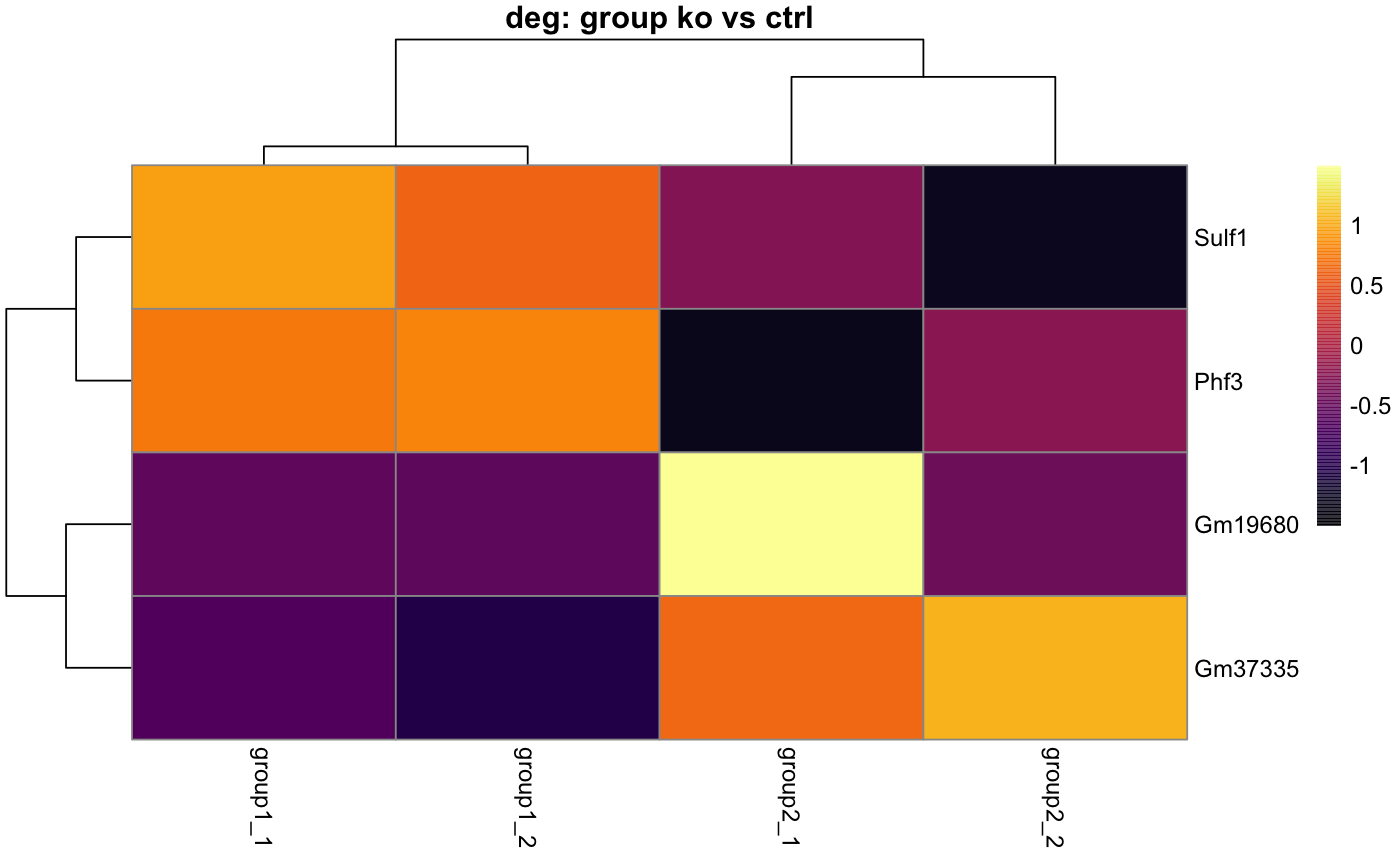 deg: group ko vs ctrl
Sulf1
Phf3
Gm19680
Gm37335
1
0.5
0
-0.5
-1
group1_1
group1_2
group2_1
group2_2